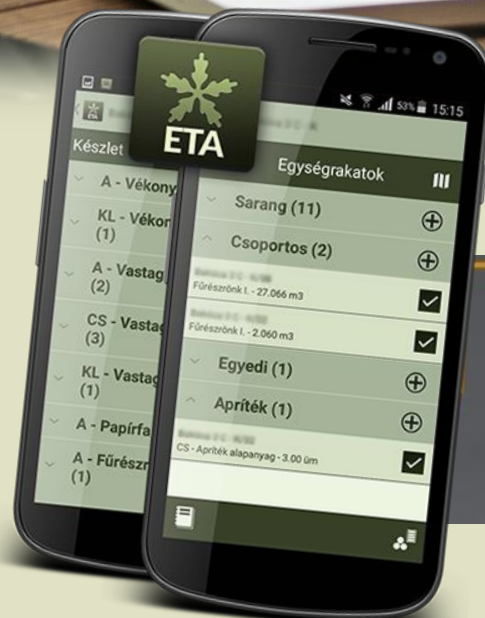 ETA
ETA
53% 15:15
Készlet
A - Vékony
KL - Vékon
(1)
A - Vastag
(2)
CS - Vasta
(3)
KL - Vastag
(1)
A - Papírfa
A - Fűrészr
(1)
Egységrakatok
Sarang (11)
Csoportos (2)
Fűrészrönk I. - 27.066 m3
Fűrészrönk I. - 2.060 m3
Egyedi (1)
Apríték (1)
CS - Apríték alapanyag - 3.00 üm